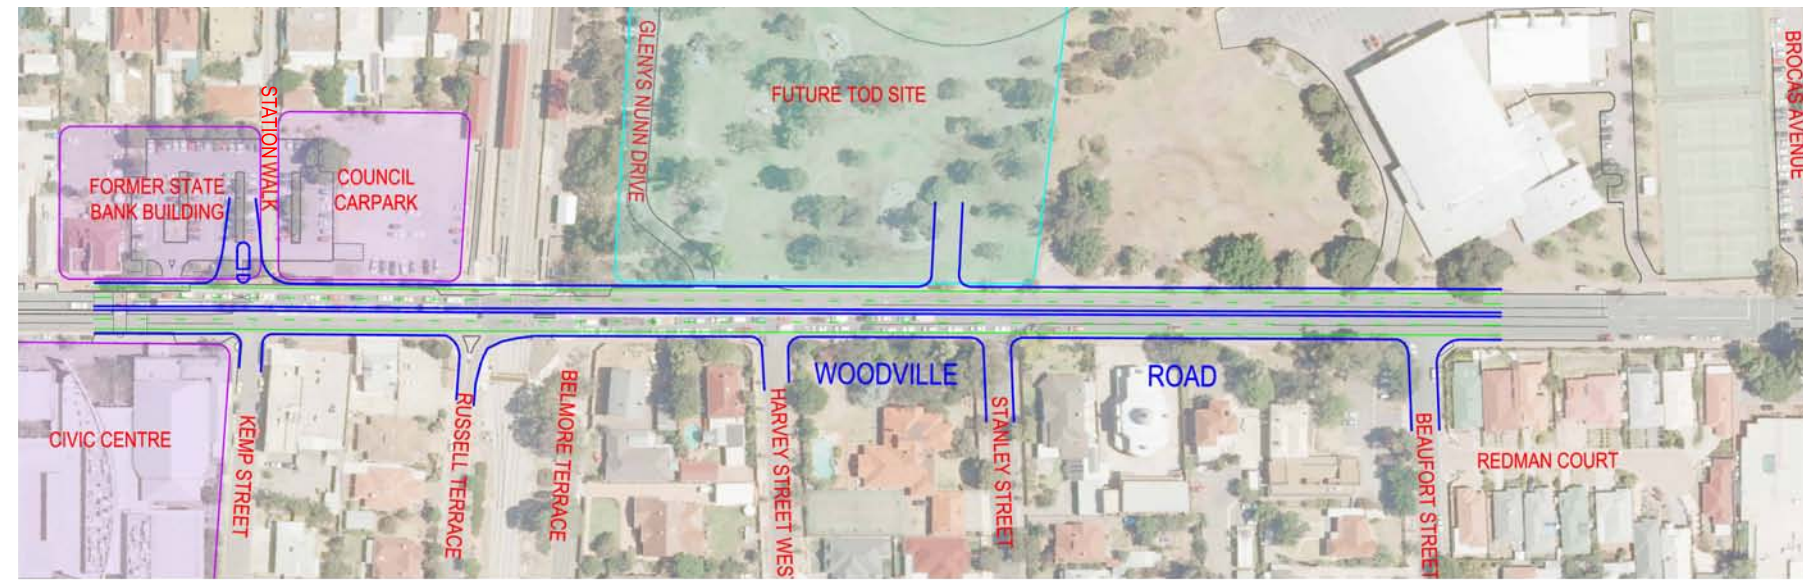 GLENYS NUNN DRIVE
BROCAS AVENUE
STATION WALK
FUTURE TOD SITE
FORMER STATE
BANK BUILDING
COUNCIL
CARPARK
WOODVILLE ROAD
CIVIC CENTRE
KEMP STREET
RUSSELL TERRACE
BELMORE TERRACE
HARVEY STREET WES
STANLEY STREET
BEAUFORT STREET
REDMAN COURT